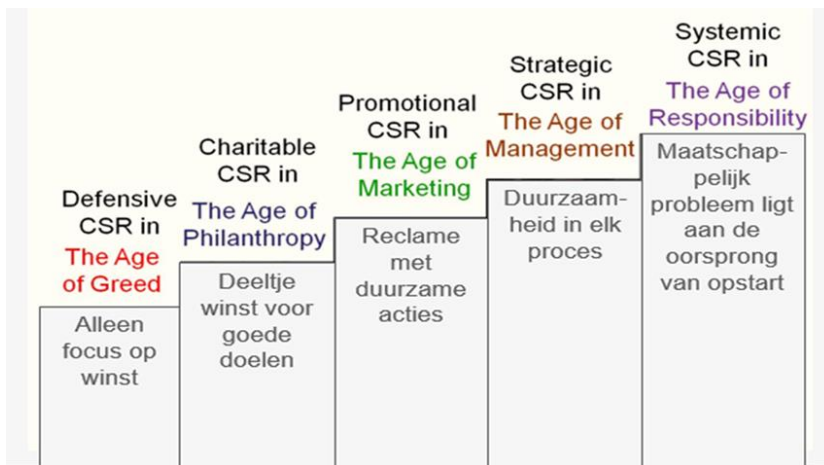 Defensive
CSR in
The Age
of Greed
Alleen
focus op
winst
Charitable
CSR in
The Age of
Philanthropy
Deeltje
winst voor
goede
doelen
Promotional
CSR in
The Age of
Marketing
Reclame
met
duurzame
acties
Strategic
CSR in
The Age of
Management
Duurzaam-
heid in elk
proces
Systemic
CSR in
The Age of
Responsibility
Maatschap-
pelijk
probleem ligt
aan de
oorsprong
van opstart